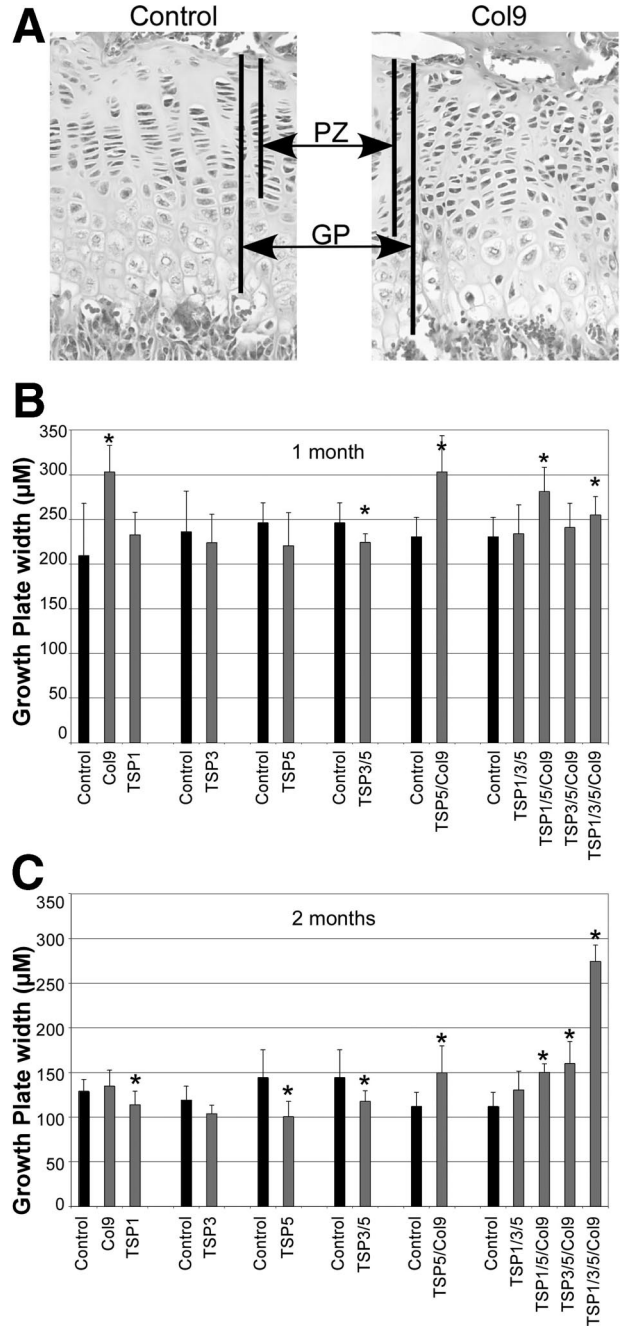 A
Control
Col9
PZ
GP
B
1 month
Growth Plate width (µM)
350
300
250
200
150
100
50
0
*
*
*
*
*
Control
Col9
TSP1
Control
TSP3
Control
TSP5
Control
TSP3/5
Control
TSP5/Col9
Control
TSP1/3/5
TSP1/5/Col9
TSP3/5/Col9
TSP1/3/5/Col9
C
2 months
Growth Plate width (µM)
350
300
250
200
150
100
50
0
*
*
*
*
*
*
*
Control
Col9
TSP1
Control
TSP3
Control
TSP5
Control
TSP3/5
Control
TSP5/Col9
Control
TSP1/3/5
TSP1/5/Col9
TSP3/5/Col9
TSP1/3/5/Col9